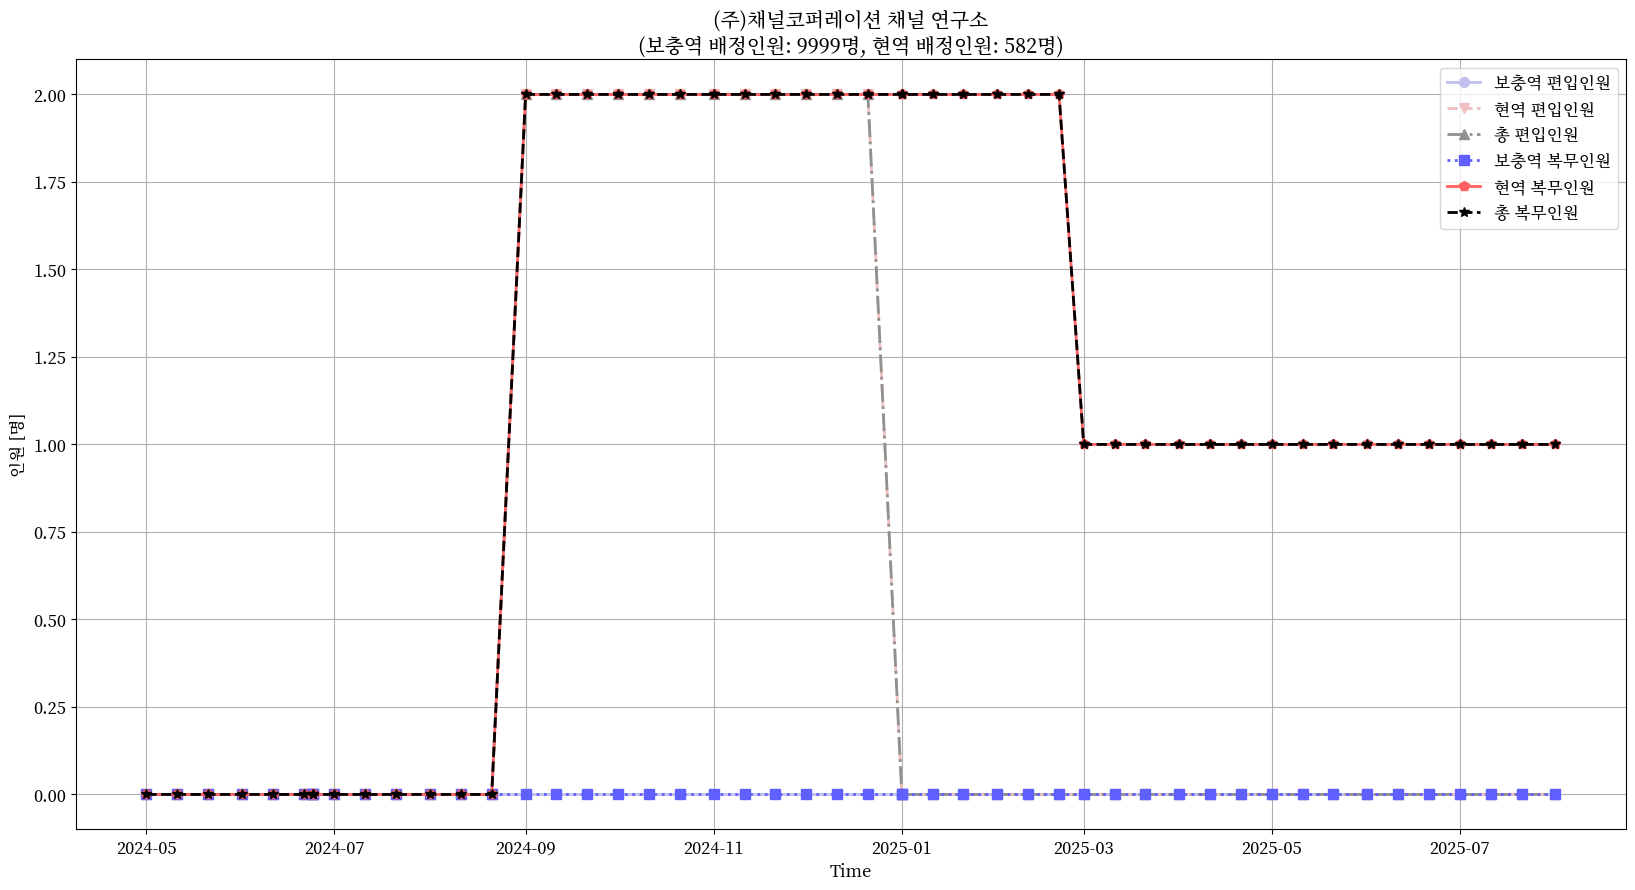 (주)채널코퍼레이션 채널 연구소
(보충역 배정인원: 9999명, 현역 배정인원: 582명)
보충역 편입인원
현역 편입인원
총 편입인원
보충역 복무인원
현역 복무인원
총 복무인원
인원 [명]
2.00
1.75
1.50
1.25
1.00
0.75
0.50
0.25
0.00
2024-05 2024-07 2024-09 2024-11 2025-01 2025-03 2025-05 2025-07
Time